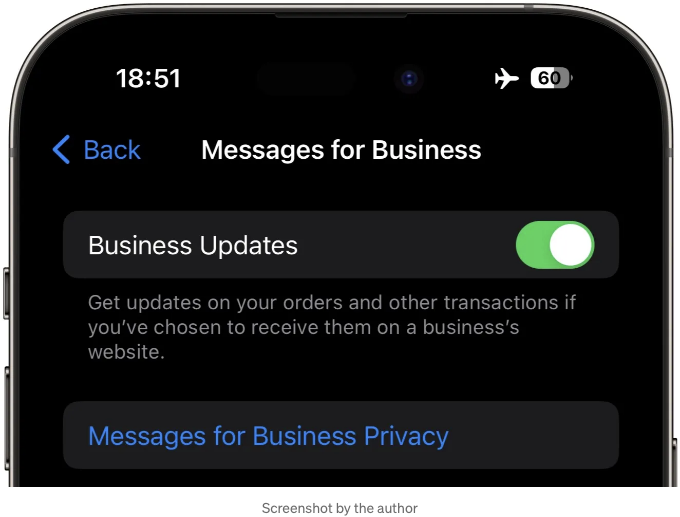 18:51
60
Back
Messages for Business
Business Updates
Get updates on your orders and other transactions if
you’ve chosen to receive them on a business’s
website.
Messages for Business Privacy
Screenshot by the author